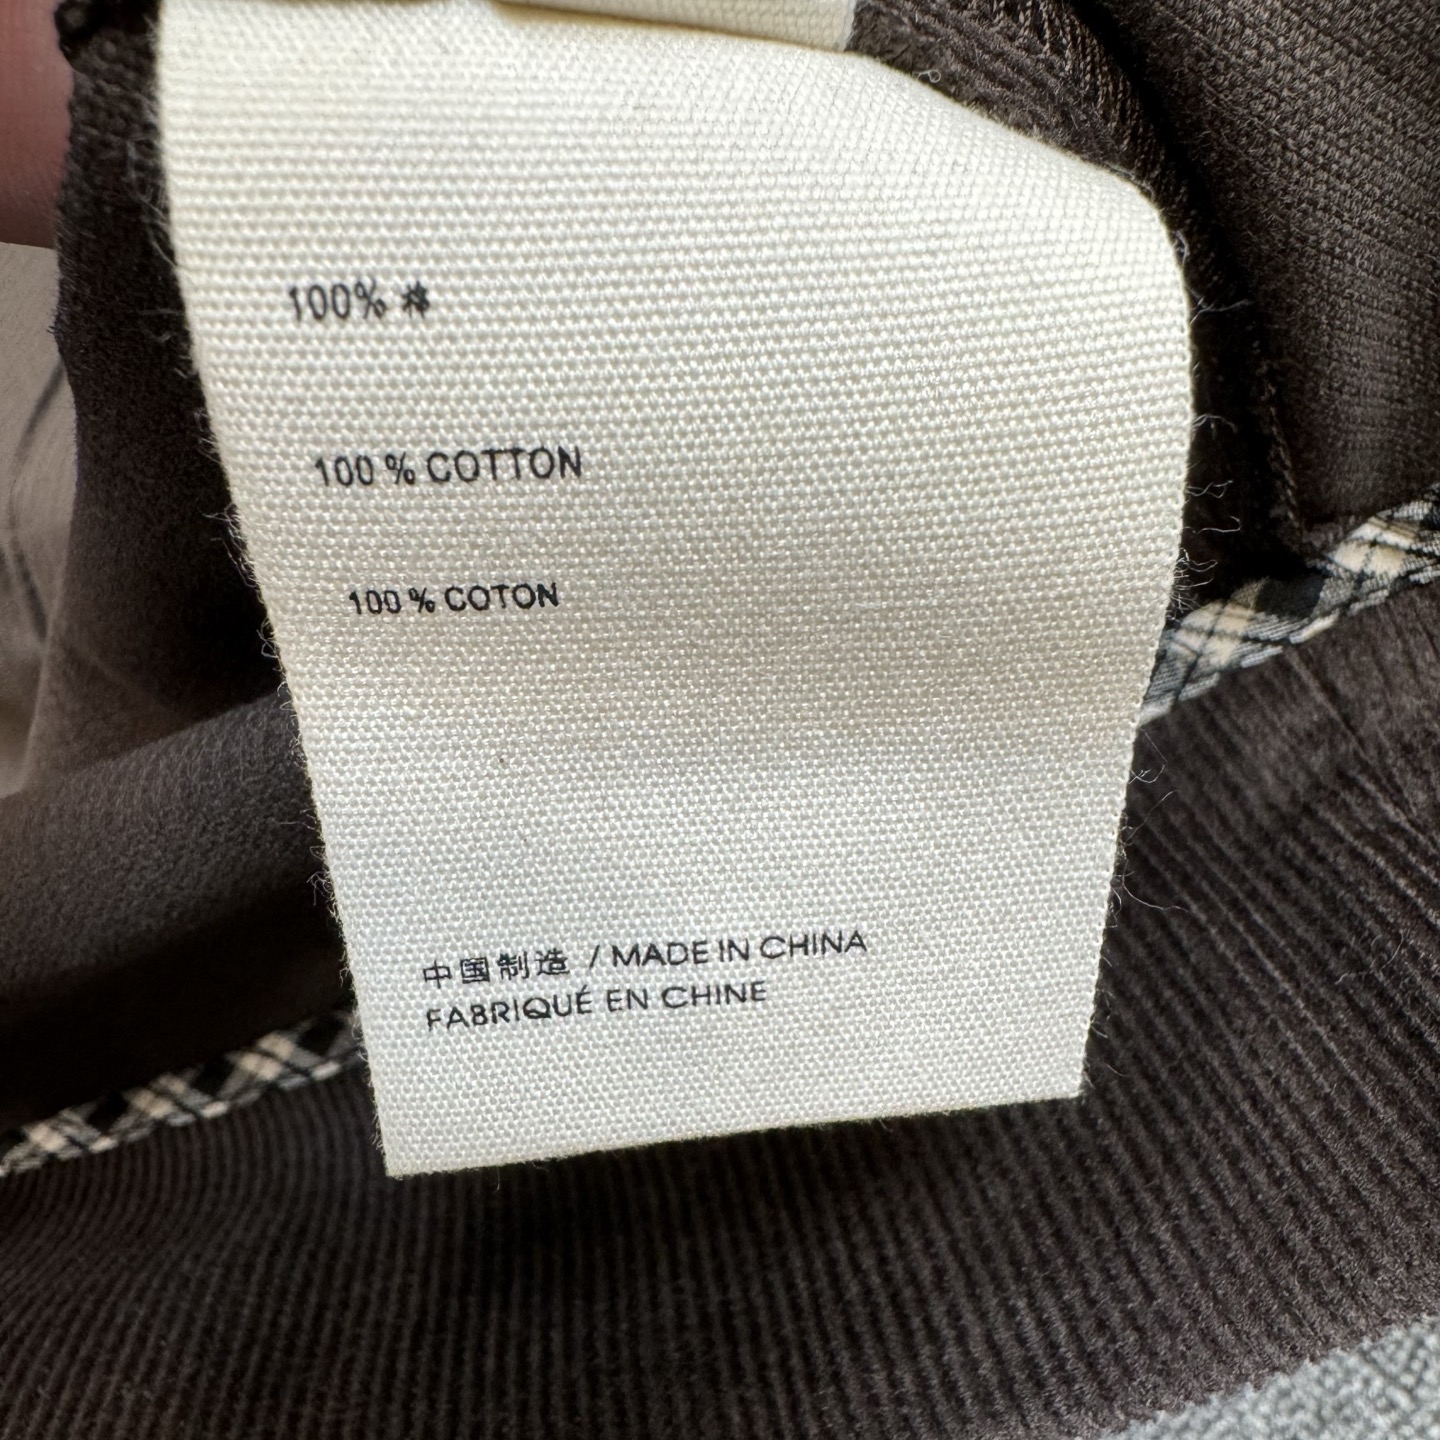 100% 棉
100 % COTTON
100 % COTON
中国制造 / MADE IN CHINA
FABRIQUÉ EN CHINE